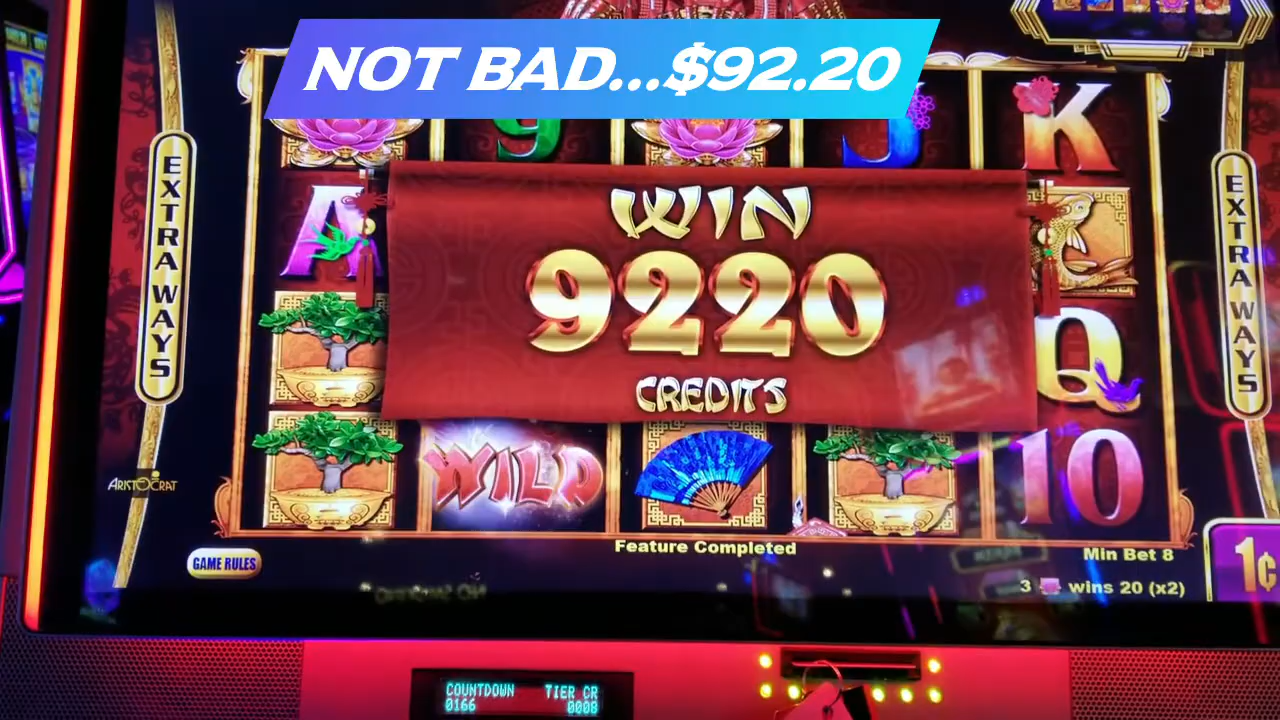 NOT BAD...$92.20
9
J
K
EXTRA WAYS
A
WIN
9220
CREDITS
Q
EXTRA WAYS
ARISTOCRAT
WILD
10
GAME RULES
Feature Completed
Min Bet 8
1¢
3 wins 20 (x2)
COUNTDOWN TIER CR
0166 0008